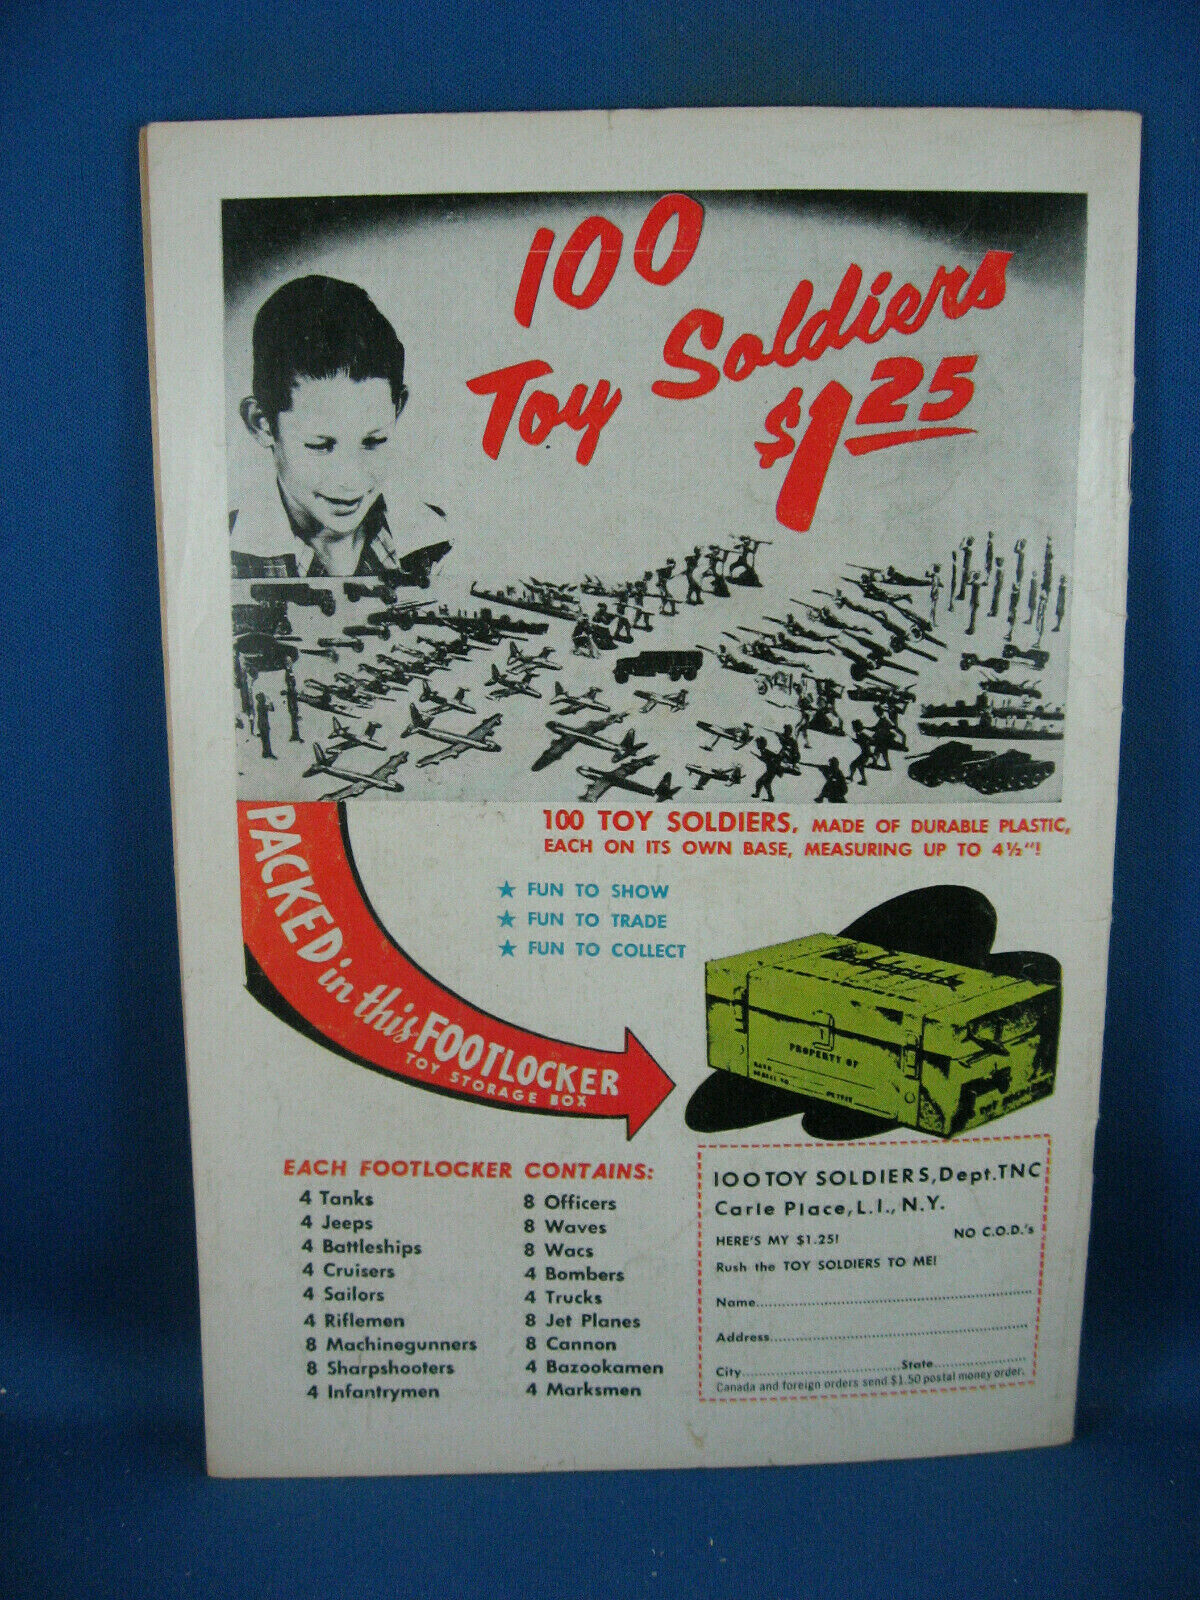 100
Toy Soldiers
$1.25
100 TOY SOLDIERS, MADE OF DURABLE PLASTIC,
EACH ON ITS OWN BASE, MEASURING UP TO 4½"!
★ FUN TO SHOW
★ FUN TO TRADE
★ FUN TO COLLECT
PACKED in this FOOTLOCKER
TOY STORAGE BOX
PROPERTY OF
EACH FOOTLOCKER CONTAINS:
4 Tanks
4 Jeeps
4 Battleships
4 Cruisers
4 Sailors
4 Riflemen
8 Machinegunners
8 Sharpshooters
4 Infantrymen
8 Officers
8 Waves
8 Wacs
4 Bombers
4 Trucks
8 Jet Planes
8 Cannon
4 Bazookamen
4 Marksmen
100 TOY SOLDIERS, Dept. TNC
Carle Place, L.I., N.Y.
HERE'S MY $1.25! NO C.O.D.'s
Rush the TOY SOLDIERS TO ME!
Name
Address
City State
Canada and foreign orders send $1.50 postal money order.